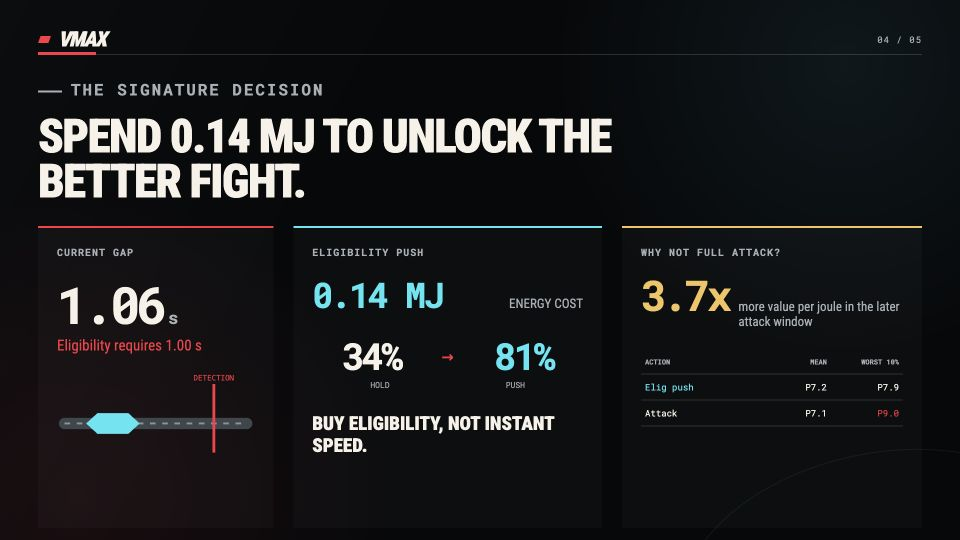 VMAX
04 / 05
THE SIGNATURE DECISION
SPEND 0.14 MJ TO UNLOCK THE
BETTER FIGHT.
CURRENT GAP
1.06 s
Eligibility requires 1.00 s
DETECTION
ELIGIBILITY PUSH
0.14 MJ ENERGY COST
34% → 81%
HOLD PUSH
BUY ELIGIBILITY, NOT INSTANT
SPEED.
WHY NOT FULL ATTACK?
3.7x more value per joule in the later
attack window
ACTION MEAN WORST 10%
Elig push P7.2 P7.9
Attack P7.1 P9.0